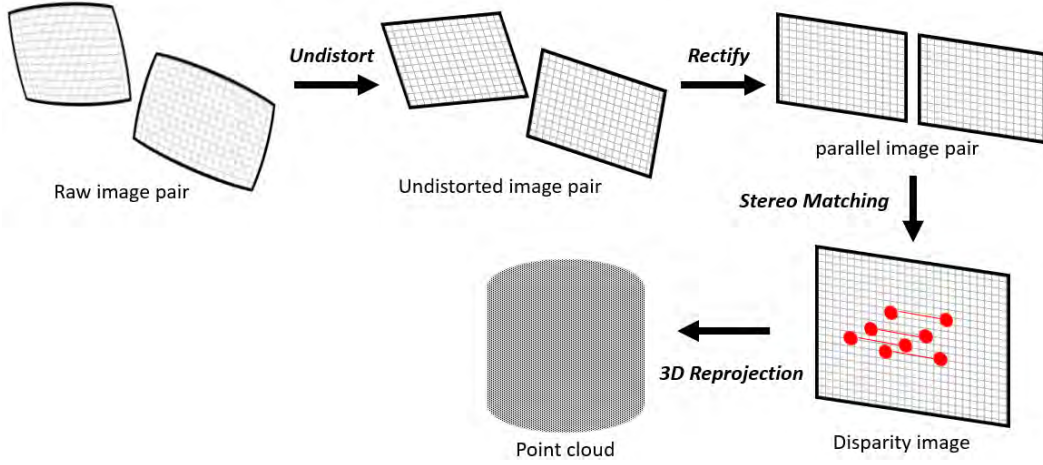 Undistort
Rectify
Raw image pair
Undistorted image pair
parallel image pair
Stereo Matching
3D Reprojection
Point cloud
Disparity image